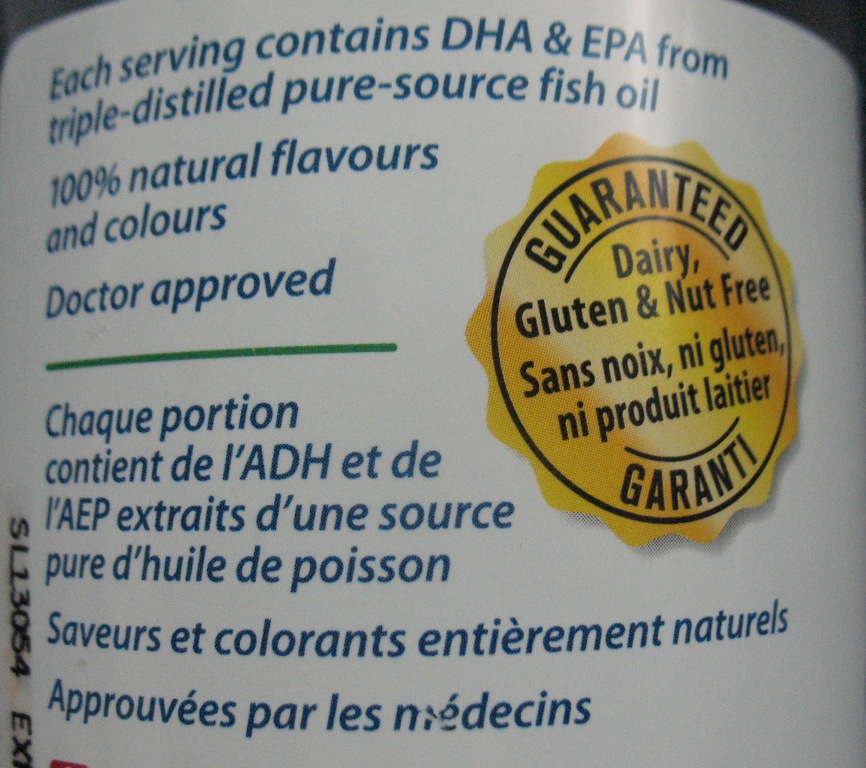 Each serving contains DHA & EPA from
triple-distilled pure-source fish oil
100% natural flavours
and colours
Doctor approved
GUARANTEED
Dairy,
Gluten & Nut Free
Sans noix, ni gluten,
ni produit laitier
GARANTI
Chaque portion
contient de l'ADH et de
l'AEP extraits d'une source
pure d'huile de poisson
Saveurs et colorants entièrement naturels
Approuvées par les médecins
SL13054